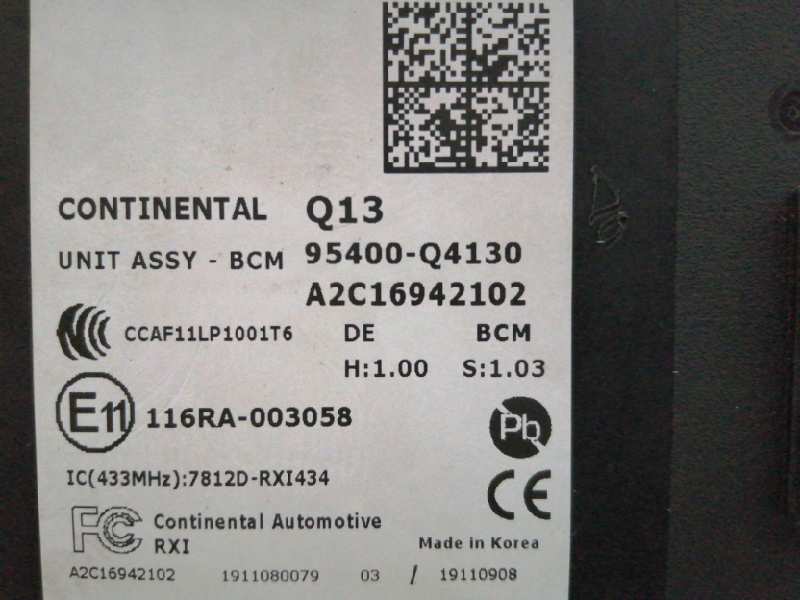 CONTINENTAL Q13
UNIT ASSY - BCM 95400-Q4130
A2C16942102
CCAF11LP1001T6 DE BCM
H:1.00 S:1.03
E11 116RA-003058
Pb
IC(433MHz):7812D-RXI434
CE
FC Continental Automotive
RXI
Made in Korea
A2C16942102 1911080079 03 / 19110908